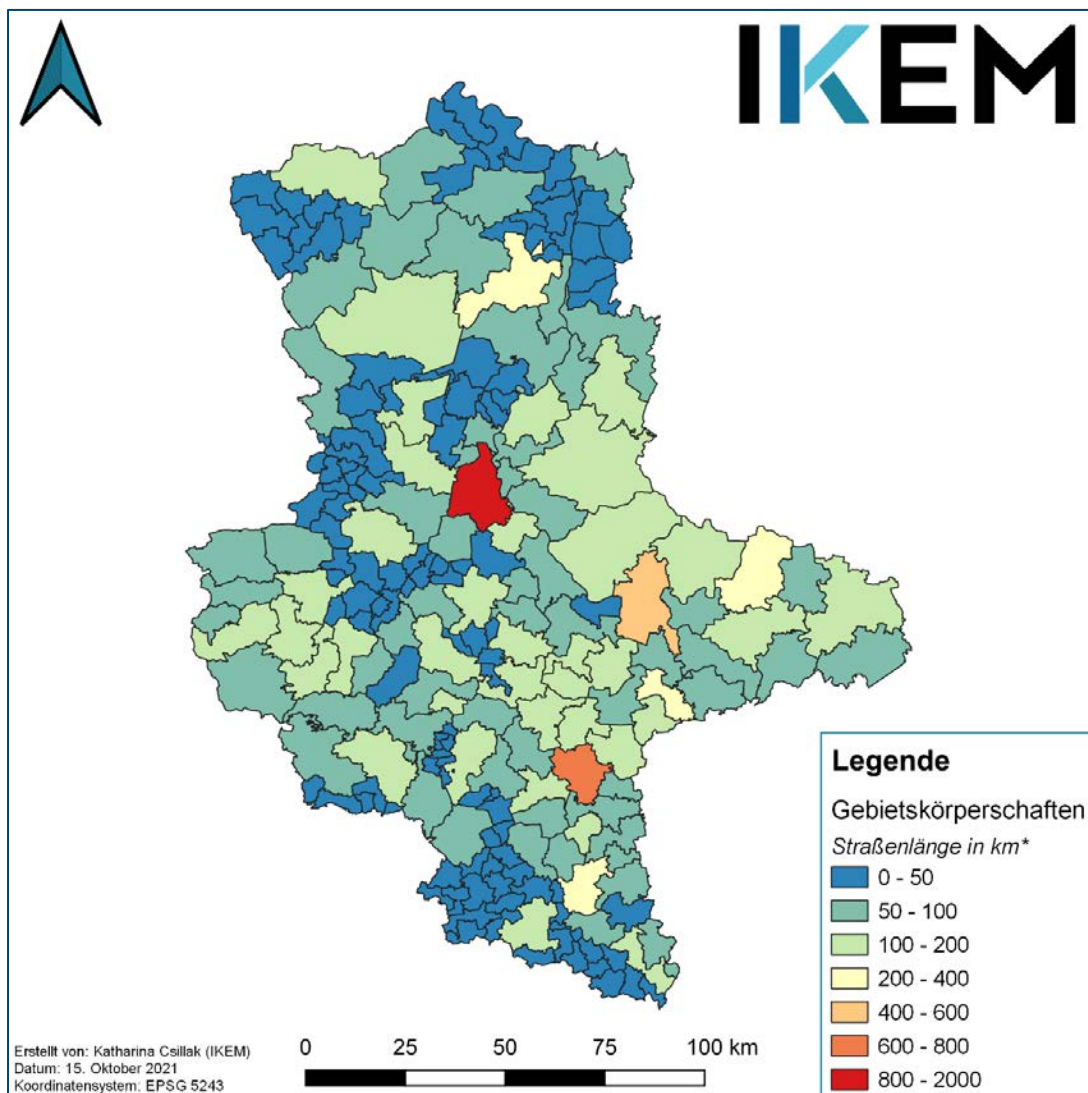 IKEM
Legende
Gebietskörperschaften
Straßenlänge in km*
0 - 50
50 - 100
100 - 200
200 - 400
400 - 600
600 - 800
800 - 2000
Erstellt von: Katharina Csillak (IKEM)
Datum: 15. Oktober 2021
Koordinatensystem: EPSG 5243
0 25 50 75 100 km